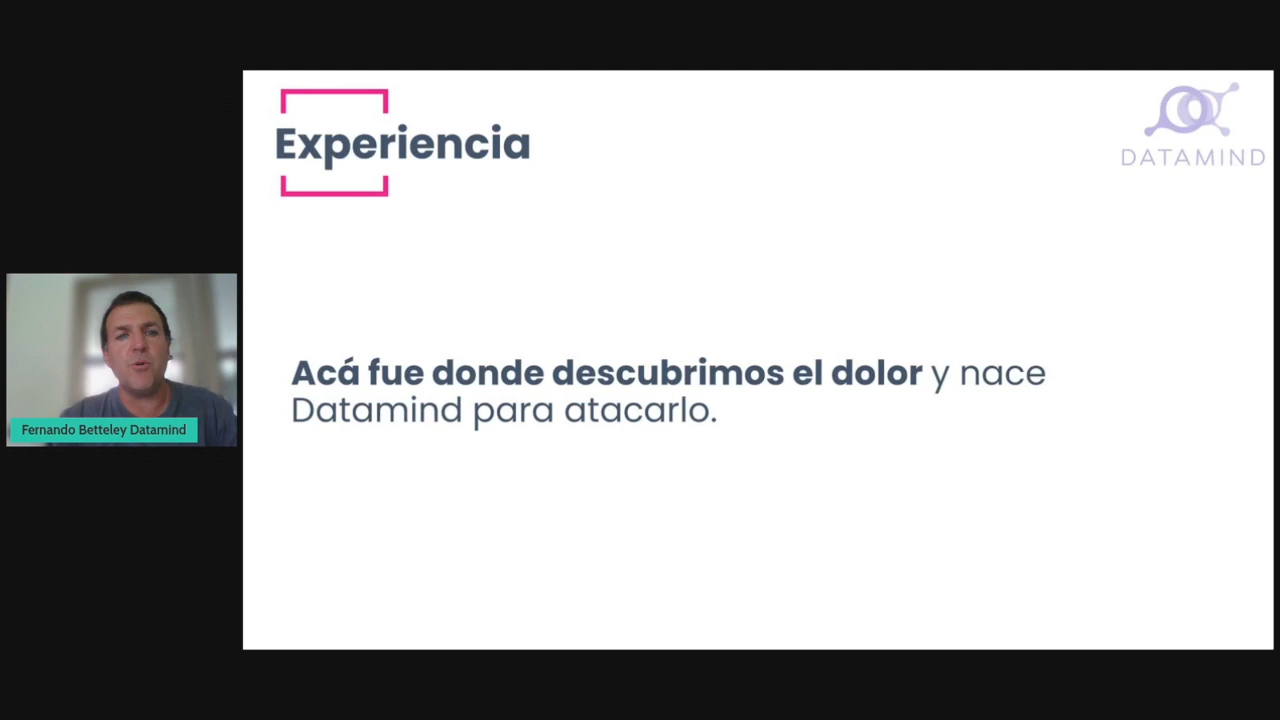 Experiencia
DATAMIND
Acá fue donde descubrimos el dolor y nace
Datamind para atacarlo.
Fernando Betteley Datamind